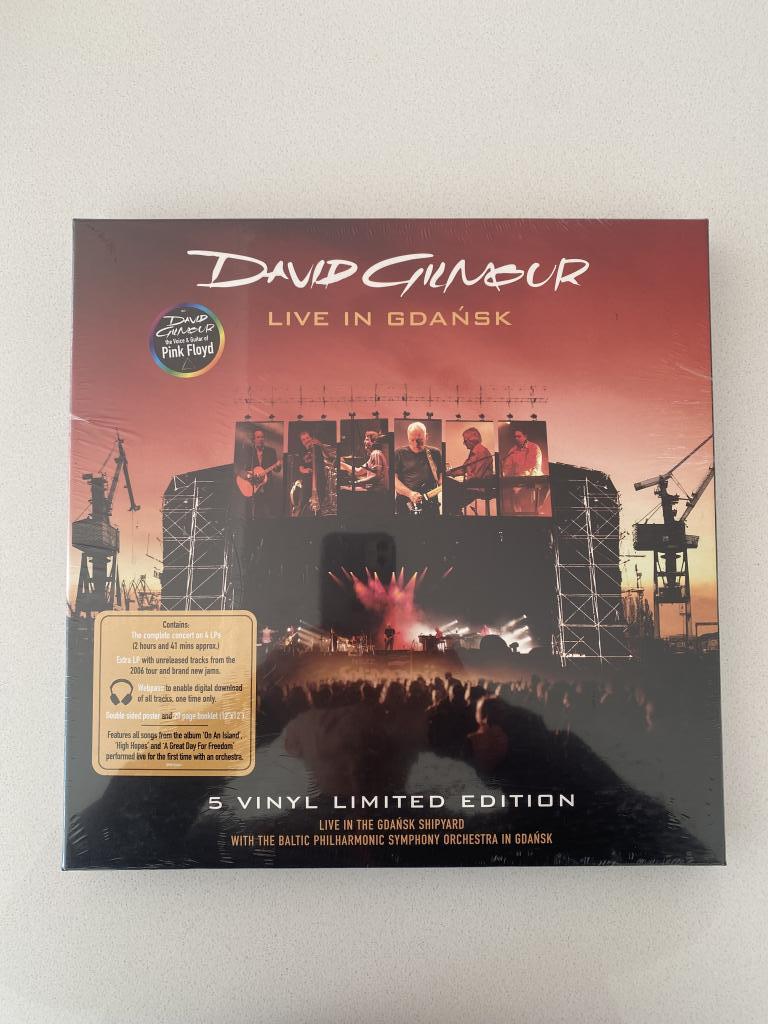 DAVID GILMOUR
LIVE IN GDAŃSK
DAVID
GILMOUR
the Voice & Guitar of
Pink Floyd
Contains:
The complete concert on 4 LPs
(2 hours and 41 mins approx.)
Extra LP with unreleased tracks from the
2006 tour and brand new jams.
Webpass to enable digital download
of all tracks, one time only.
Double sided poster and 20 page booklet (12"x12")
Features all songs from the album 'On An Island',
'High Hopes' and 'A Great Day For Freedom'
performed live for the first time with an orchestra.
5 VINYL LIMITED EDITION
LIVE IN THE GDAŃSK SHIPYARD
WITH THE BALTIC PHILHARMONIC SYMPHONY ORCHESTRA IN GDAŃSK